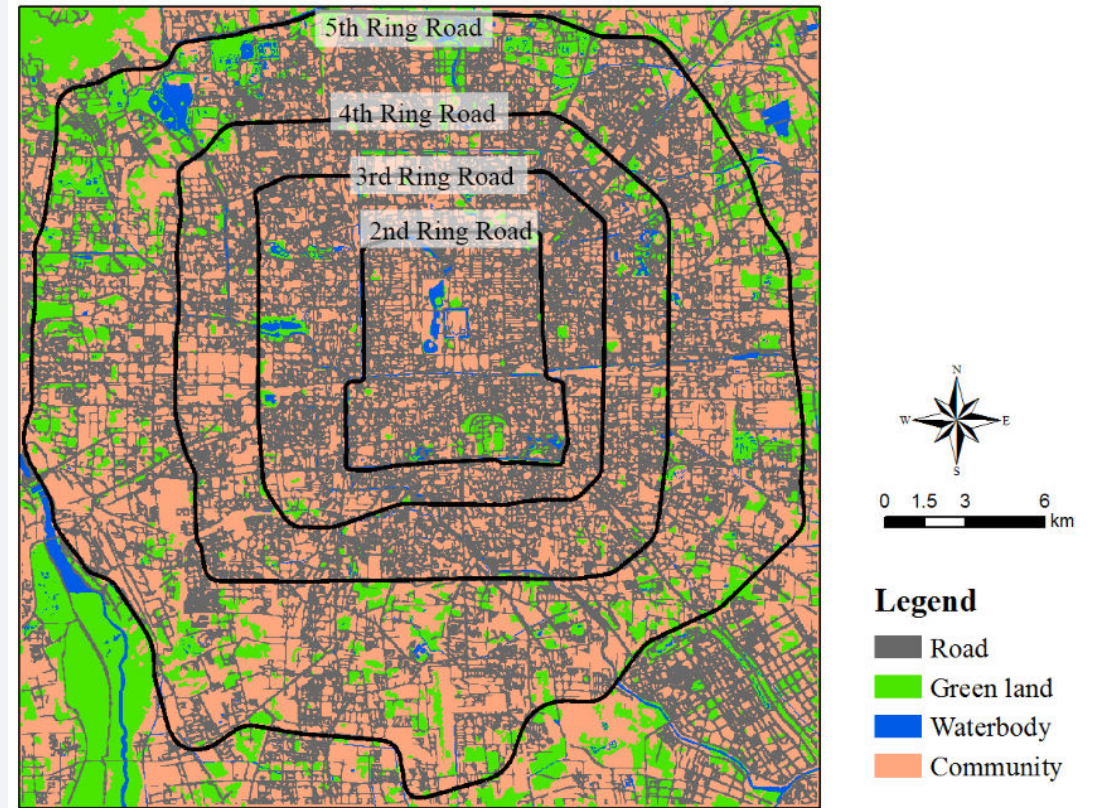 5th Ring Road
4th Ring Road
3rd Ring Road
2nd Ring Road
N
W
E
S
0 1.5 3 6
km
Legend
Road
Green land
Waterbody
Community